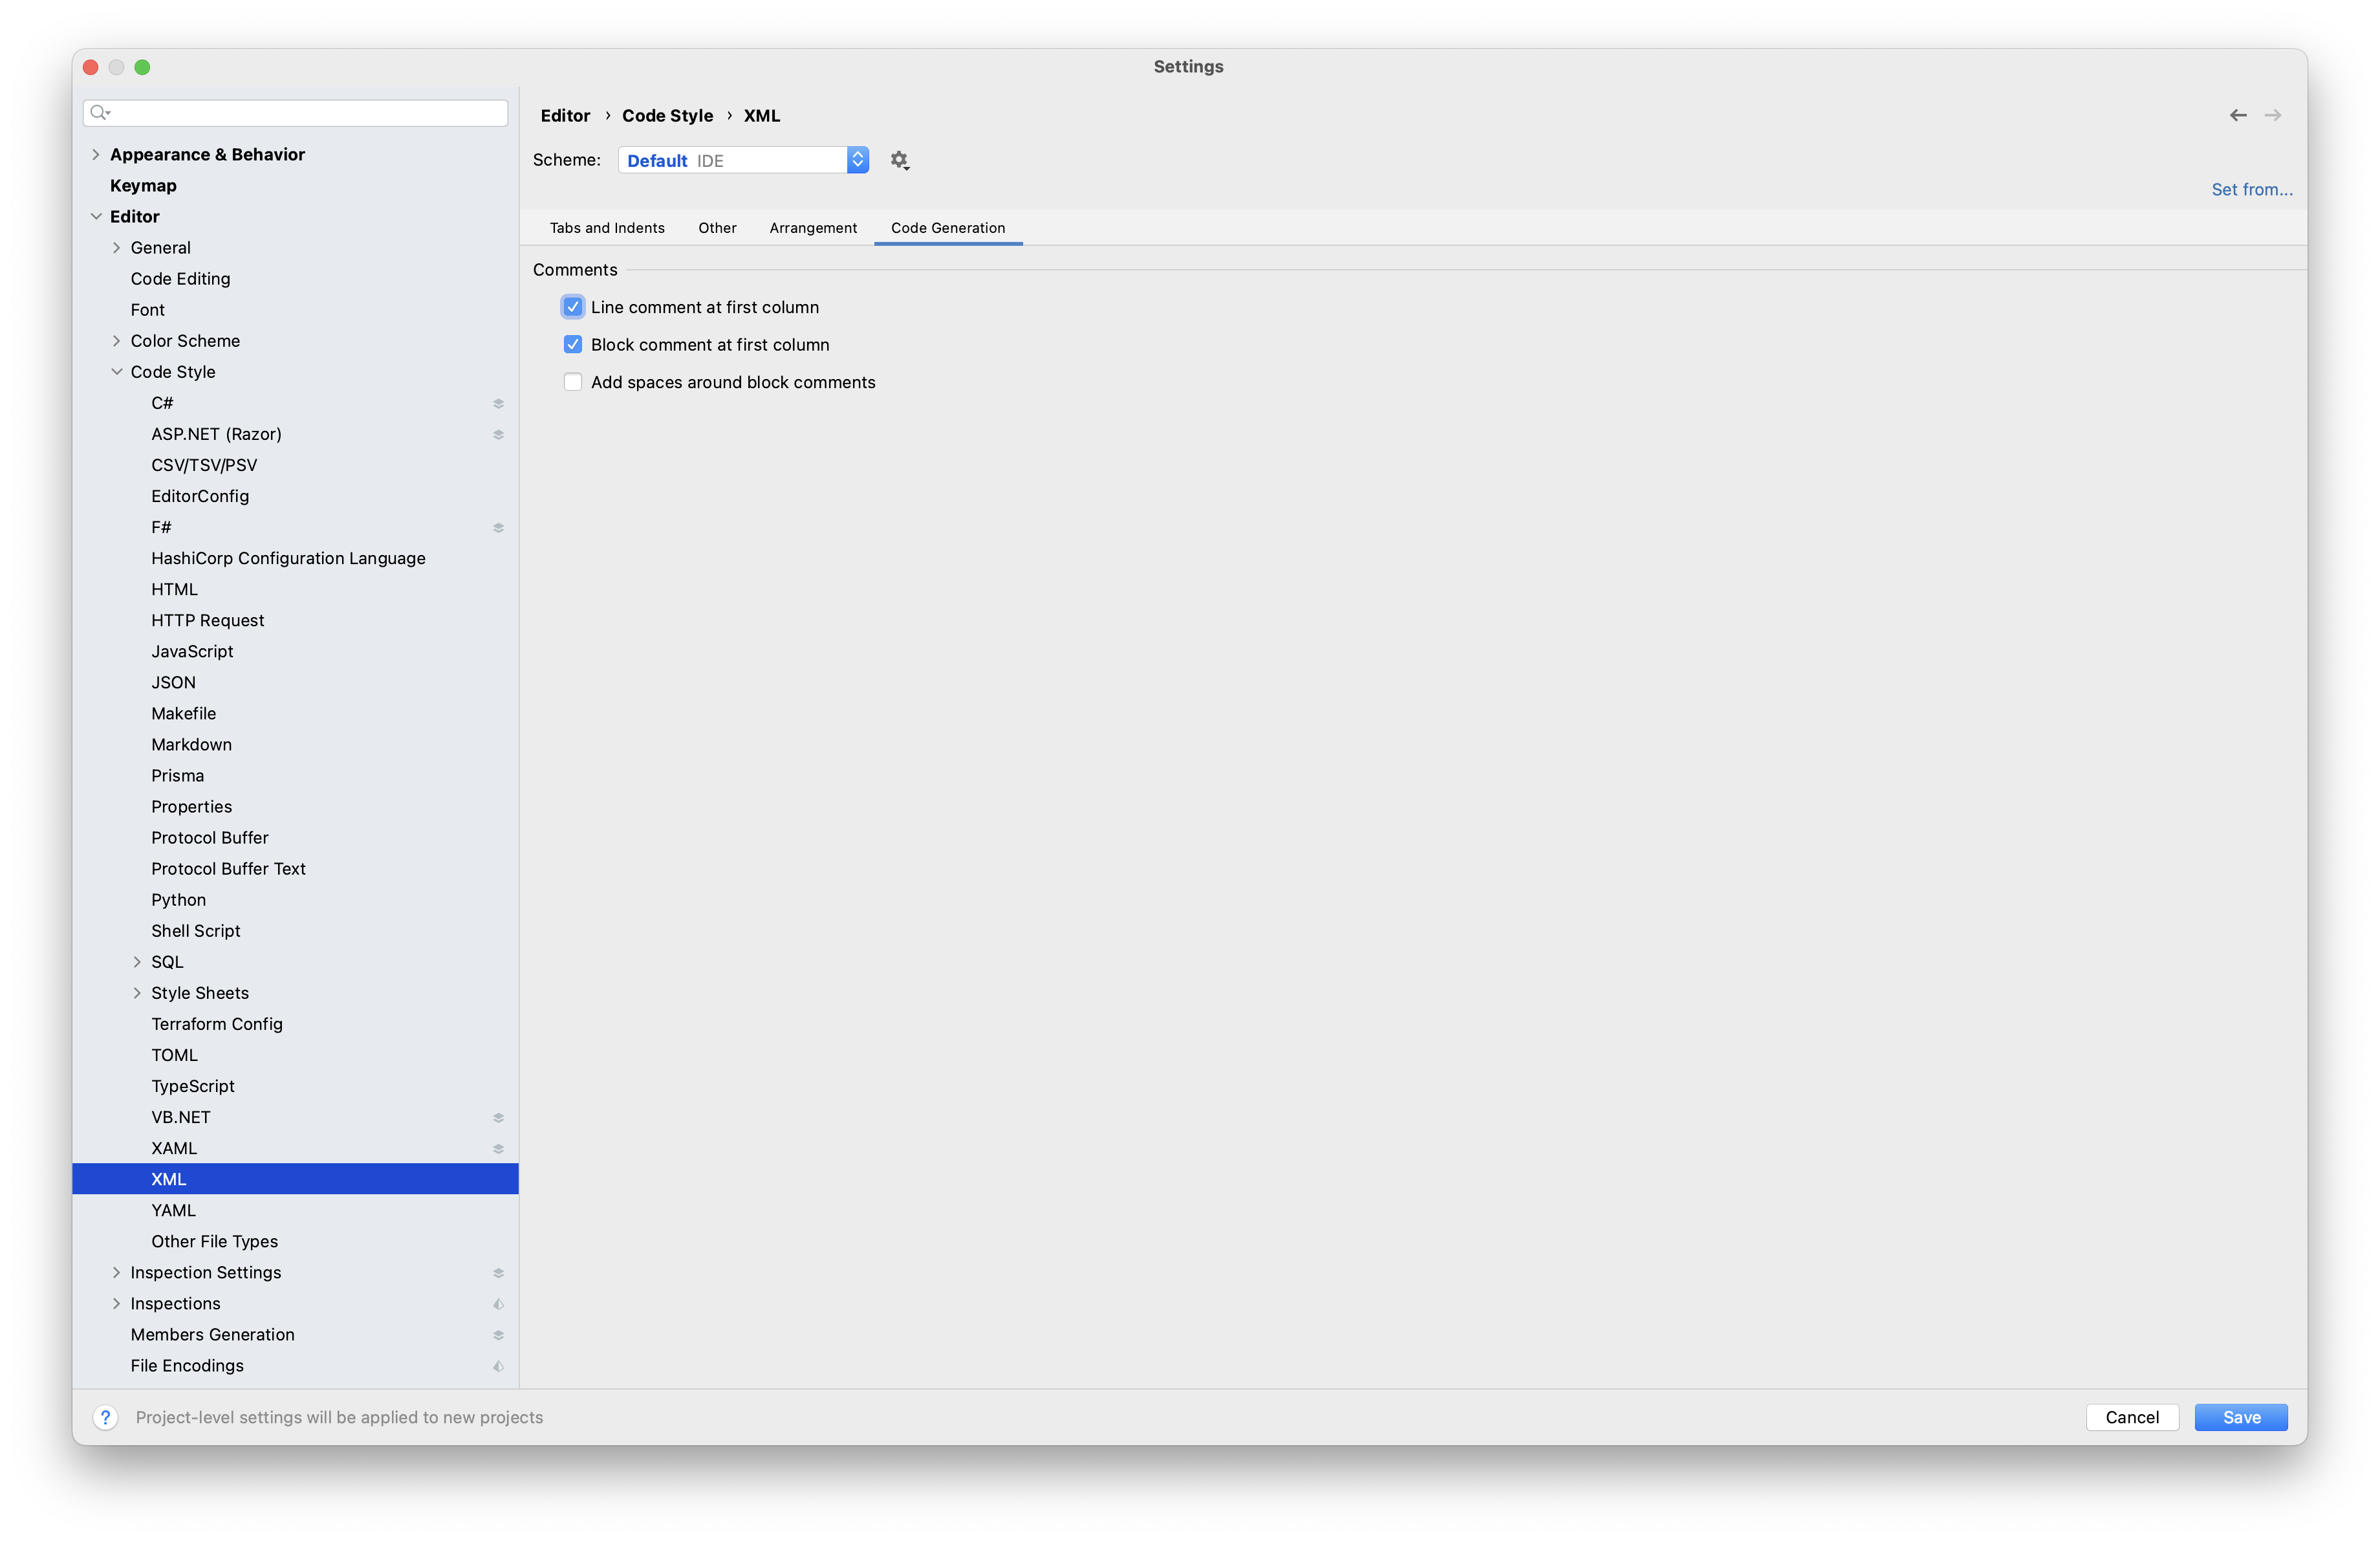 Settings
Appearance & Behavior
Keymap
Editor
General
Code Editing
Font
Color Scheme
Code Style
C#
ASP.NET (Razor)
CSV/TSV/PSV
EditorConfig
F#
HashiCorp Configuration Language
HTML
HTTP Request
JavaScript
JSON
Makefile
Markdown
Prisma
Properties
Protocol Buffer
Protocol Buffer Text
Python
Shell Script
SQL
Style Sheets
Terraform Config
TOML
TypeScript
VB.NET
XAML
XML
YAML
Other File Types
Inspection Settings
Inspections
Members Generation
File Encodings
Editor › Code Style › XML
Scheme: Default IDE
Set from...
Tabs and Indents Other Arrangement Code Generation
Comments
Line comment at first column
Block comment at first column
Add spaces around block comments
? Project-level settings will be applied to new projects
Cancel Save